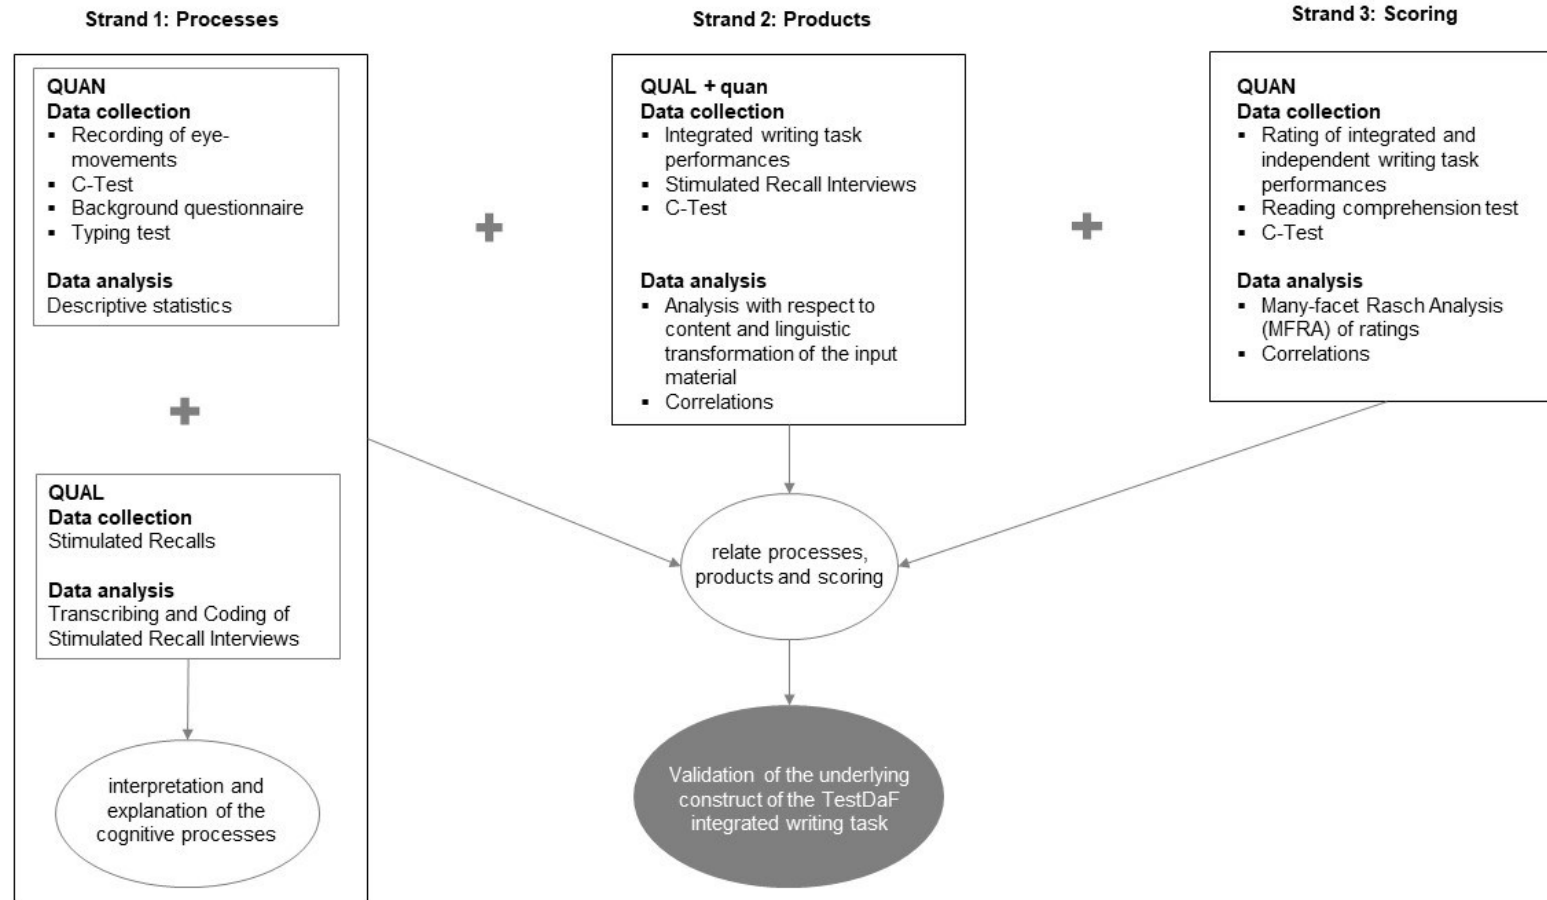 Strand 1: Processes
QUAN
Data collection
▪ Recording of eye-
movements
▪ C-Test
▪ Background questionnaire
▪ Typing test
Data analysis
Descriptive statistics
QUAL
Data collection
Stimulated Recalls
Data analysis
Transcribing and Coding of
Stimulated Recall Interviews
interpretation and
explanation of the
cognitive processes
Strand 2: Products
QUAL + quan
Data collection
▪ Integrated writing task
performances
▪ Stimulated Recall Interviews
▪ C-Test
Data analysis
▪ Analysis with respect to
content and linguistic
transformation of the input
material
▪ Correlations
Strand 3: Scoring
QUAN
Data collection
▪ Rating of integrated and
independent writing task
performances
▪ Reading comprehension test
▪ C-Test
Data analysis
▪ Many-facet Rasch Analysis
(MFRA) of ratings
▪ Correlations
relate processes,
products and scoring
Validation of the underlying
construct of the TestDaF
integrated writing task